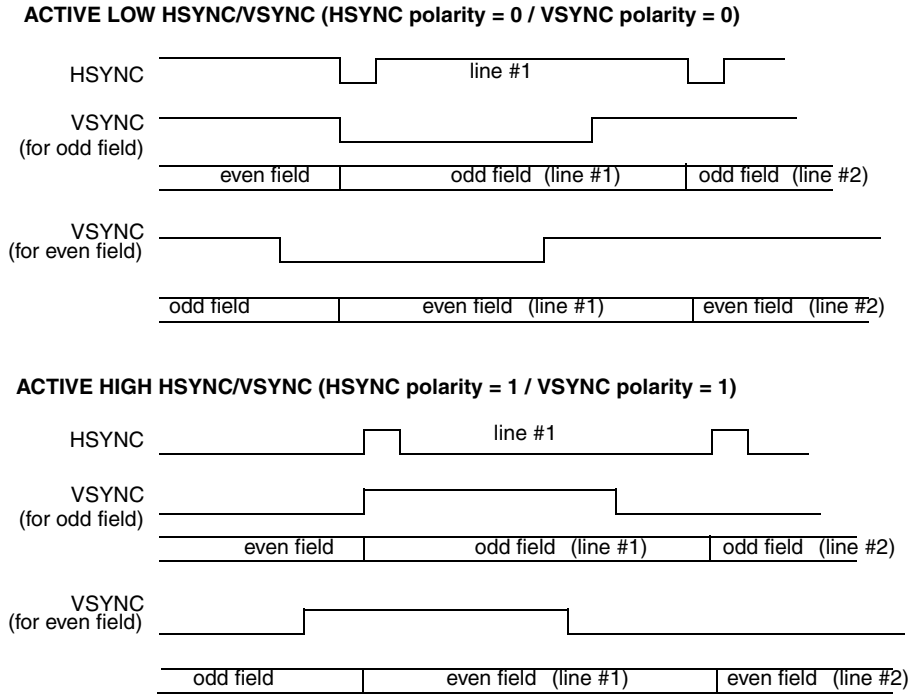 ACTIVE LOW HSYNC/VSYNC (HSYNC polarity = 0 / VSYNC polarity = 0)
HSYNC
line #1
VSYNC
(for odd field)
even field
odd field (line #1)
odd field (line #2)
VSYNC
(for even field)
odd field
even field (line #1)
even field (line #2)
ACTIVE HIGH HSYNC/VSYNC (HSYNC polarity = 1 / VSYNC polarity = 1)
HSYNC
line #1
VSYNC
(for odd field)
even field
odd field (line #1)
odd field (line #2)
VSYNC
(for even field)
odd field
even field (line #1)
even field (line #2)